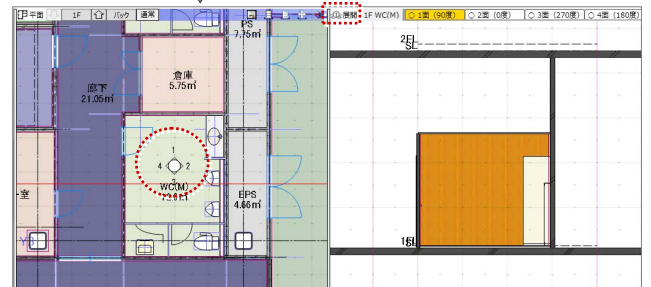 平面 1F バック 通常
展開 1F WC(M) 1面 (90度) 2面 (0度) 3面 (270度) 4面 (180度)
PS
7.75㎡
倉庫
5.75㎡
廊下
21.05㎡
1
4 2
3
WC(M)
EPS
4.66㎡
室
2FL
SL
1FL
SL